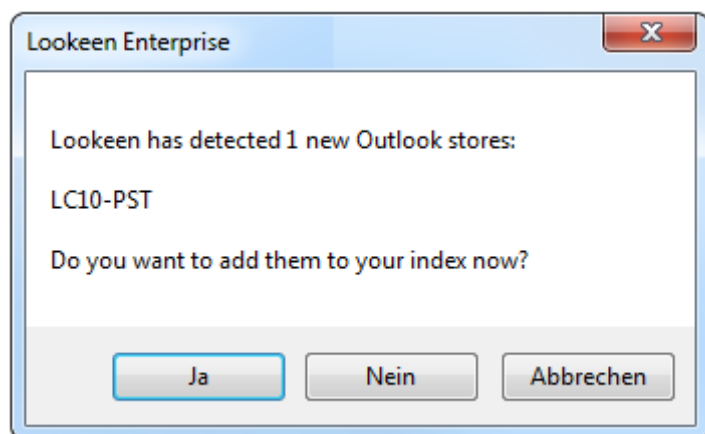 Lookeen Enterprise
Lookeen has detected 1 new Outlook stores:
LC10-PST
Do you want to add them to your index now?
Ja Nein Abbrechen